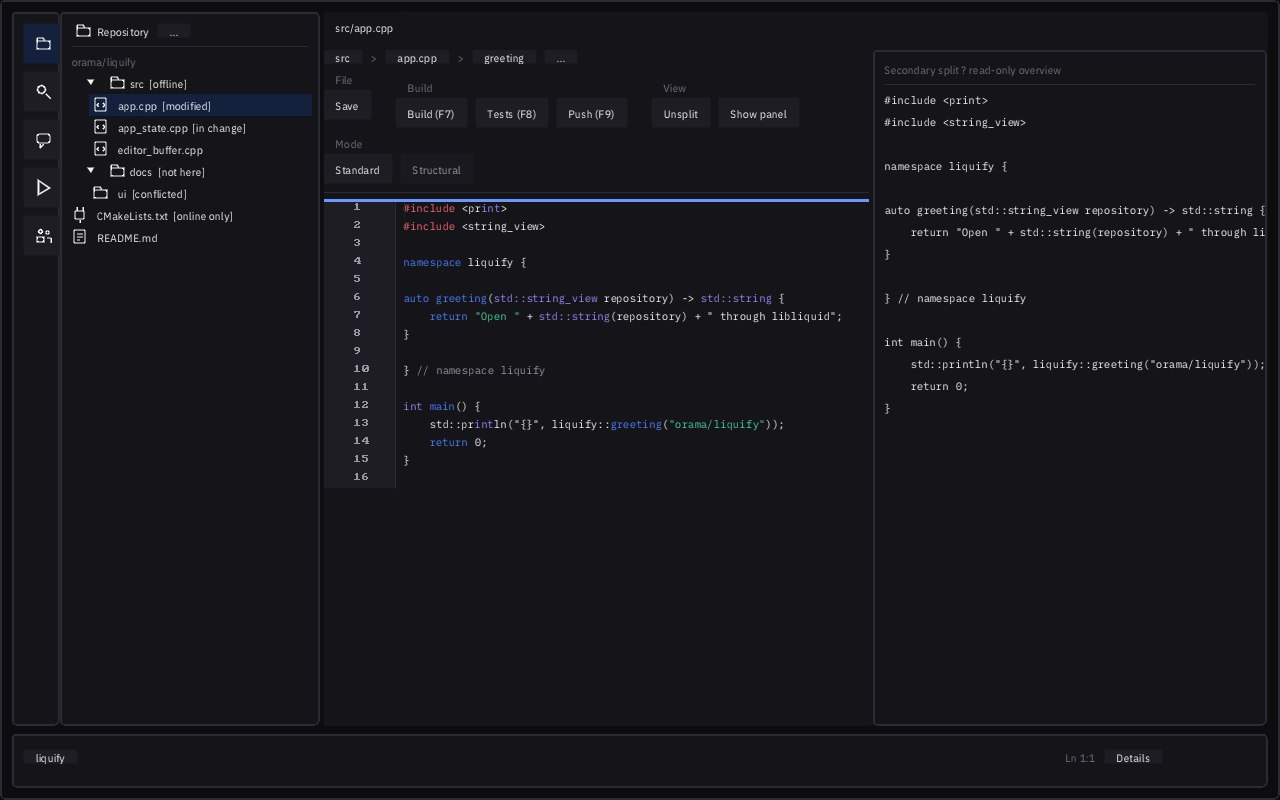 Repository ...
orama/liquify
src [offline]
app.cpp [modified]
app_state.cpp [in change]
editor_buffer.cpp
docs [not here]
ui [conflicted]
CMakeLists.txt [online only]
README.md
src/app.cpp
src > app.cpp > greeting ...
File
Save
Build
Build (F7) Tests (F8) Push (F9)
View
Unsplit Show panel
Mode
Standard Structural
1 #include <print>
2 #include <string_view>
3
4 namespace liquify {
5
6 auto greeting(std::string_view repository) -> std::string {
7     return "Open " + std::string(repository) + " through libliquid";
8 }
9
10 } // namespace liquify
11
12 int main() {
13     std::println("{}", liquify::greeting("orama/liquify"));
14     return 0;
15 }
16
Secondary split ? read-only overview
#include <print>
#include <string_view>
namespace liquify {
auto greeting(std::string_view repository) -> std::string {
    return "Open " + std::string(repository) + " through li
}
} // namespace liquify
int main() {
    std::println("{}", liquify::greeting("orama/liquify"));
    return 0;
}
liquify
Ln 1:1 Details